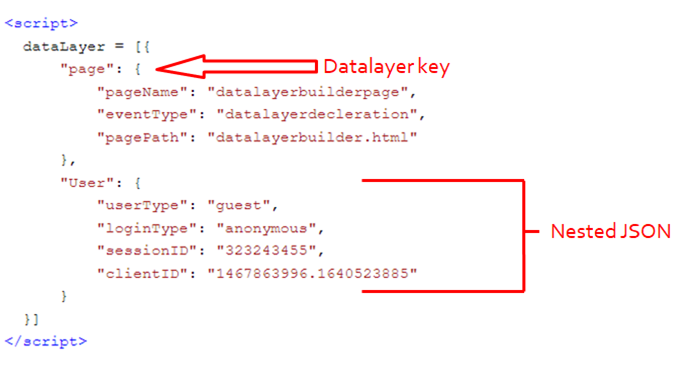 <script>
dataLayer = [{
"page": {
Datalayer key
"pageName": "datalayerbuilderpage",
"eventType": "datalayerdecleration",
"pagePath": "datalayerbuilder.html"
},
"User": {
"userType": "guest",
"loginType": "anonymous",
Nested JSON
"sessionID": "323243455",
"clientID": "1467863996.1640523885"
}
}]
</script>